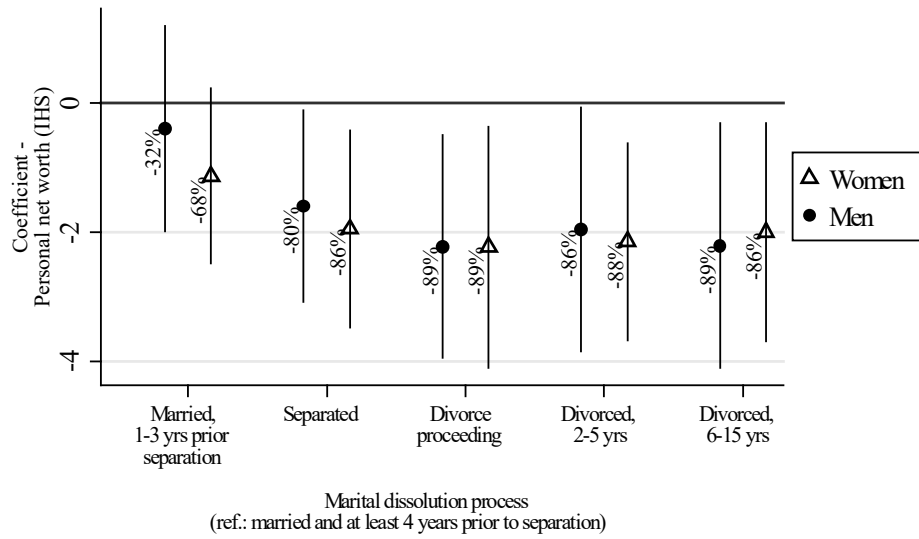 Coefficient -
Personal net worth (IHS)
0
-2
-4
-32%
-68%
-80%
-86%
-89%
-89%
-86%
-88%
-89%
-86%
Women
Men
Married,
1-3 yrs prior
separation
Separated
Divorce
proceeding
Divorced,
2-5 yrs
Divorced,
6-15 yrs
Marital dissolution process
(ref.: married and at least 4 years prior to separation)